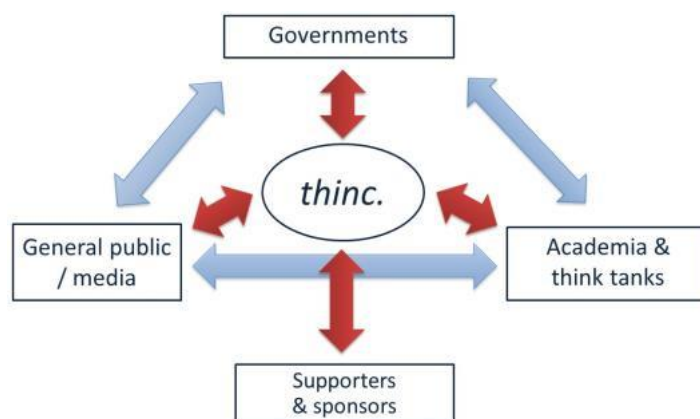 Governments
thinc.
General public
/ media
Academia &
think tanks
Supporters
& sponsors